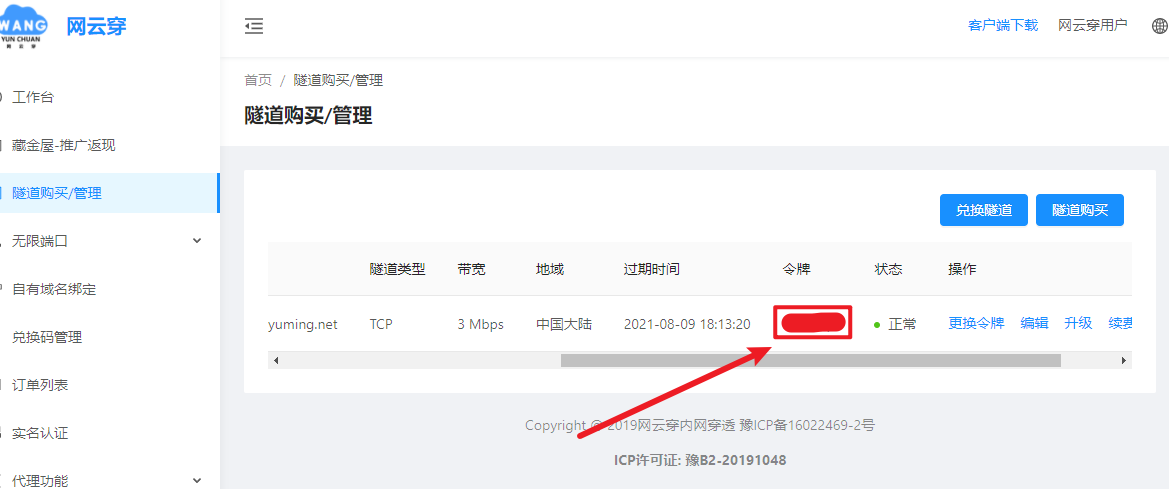 WANG
YUN CHUAN
网云穿
网云穿
客户端下载 网云穿用户
首页 / 隧道购买/管理
隧道购买/管理
工作台
藏金屋-推广返现
隧道购买/管理
无限端口
自有域名绑定
兑换码管理
订单列表
实名认证
代理功能
兑换隧道 隧道购买
隧道类型 带宽 地域 过期时间 令牌 状态 操作
yuming.net TCP 3 Mbps 中国大陆 2021-08-09 18:13:20 正常 更换令牌 编辑 升级 续费
Copyright © 2019网云穿内网穿透 豫ICP备16022469-2号
ICP许可证: 豫B2-20191048